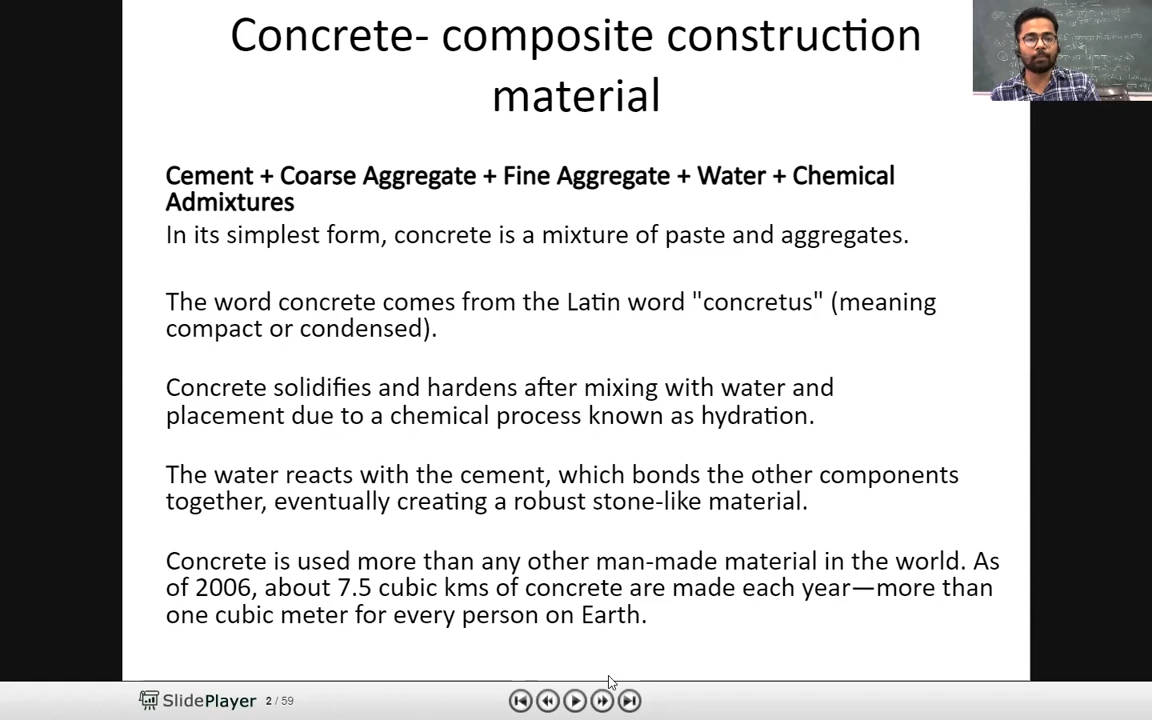 Concrete- composite construction
material
Cement + Coarse Aggregate + Fine Aggregate + Water + Chemical
Admixtures
In its simplest form, concrete is a mixture of paste and aggregates.
The word concrete comes from the Latin word "concretus" (meaning
compact or condensed).
Concrete solidifies and hardens after mixing with water and
placement due to a chemical process known as hydration.
The water reacts with the cement, which bonds the other components
together, eventually creating a robust stone-like material.
Concrete is used more than any other man-made material in the world. As
of 2006, about 7.5 cubic kms of concrete are made each year—more than
one cubic meter for every person on Earth.
SlidePlayer 2 / 59